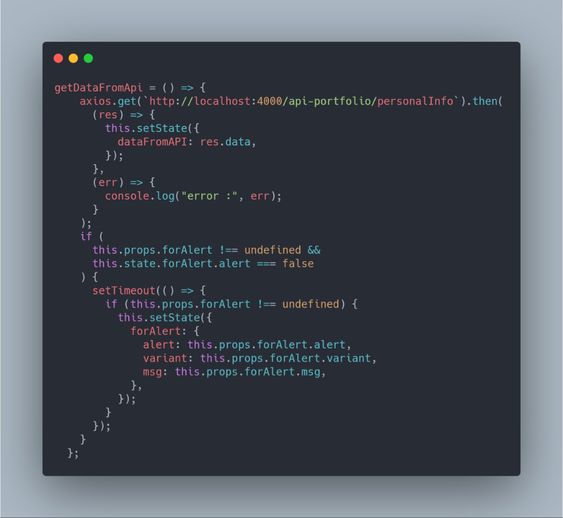 getDataFromApi = () => {
    axios.get(`http://localhost:4000/api-portfolio/personalInfo`).then(
      (res) => {
        this.setState({
          dataFromAPI: res.data,
        });
      },
      (err) => {
        console.log("error :", err);
      }
    );
    if (
      this.props.forAlert !== undefined &&
      this.state.forAlert.alert === false
    ) {
      setTimeout(() => {
        if (this.props.forAlert !== undefined) {
          this.setState({
            forAlert: {
              alert: this.props.forAlert.alert,
              variant: this.props.forAlert.variant,
              msg: this.props.forAlert.msg,
            },
          });
        }
      });
    }
  };